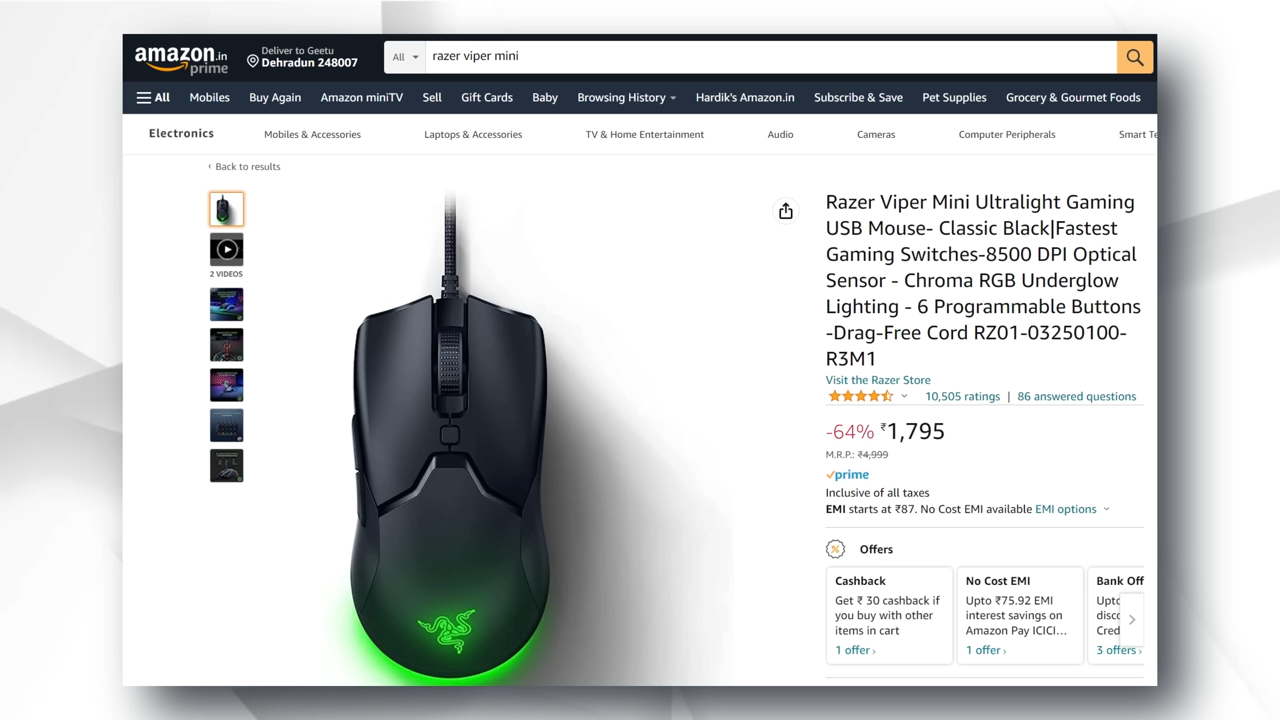 amazon.in
prime
Deliver to Geetu
Dehradun 248007
All
razer viper mini
All
Mobiles
Buy Again
Amazon miniTV
Sell
Gift Cards
Baby
Browsing History
Hardik's Amazon.in
Subscribe & Save
Pet Supplies
Grocery & Gourmet Foods
Electronics
Mobiles & Accessories
Laptops & Accessories
TV & Home Entertainment
Audio
Cameras
Computer Peripherals
Smart Te
‹ Back to results
2 VIDEOS
Razer Viper Mini Ultralight Gaming
USB Mouse- Classic Black|Fastest
Gaming Switches-8500 DPI Optical
Sensor - Chroma RGB Underglow
Lighting - 6 Programmable Buttons
-Drag-Free Cord RZ01-03250100-
R3M1
Visit the Razer Store
10,505 ratings | 86 answered questions
-64% ₹1,795
M.R.P.: ₹4,999
prime
Inclusive of all taxes
EMI starts at ₹87. No Cost EMI available EMI options
Offers
Cashback
Get ₹ 30 cashback if
you buy with other
items in cart
1 offer ›
No Cost EMI
Upto ₹75.92 EMI
interest savings on
Amazon Pay ICICI...
1 offer ›
Bank Off
Upto
disc
Cred
3 offers ›